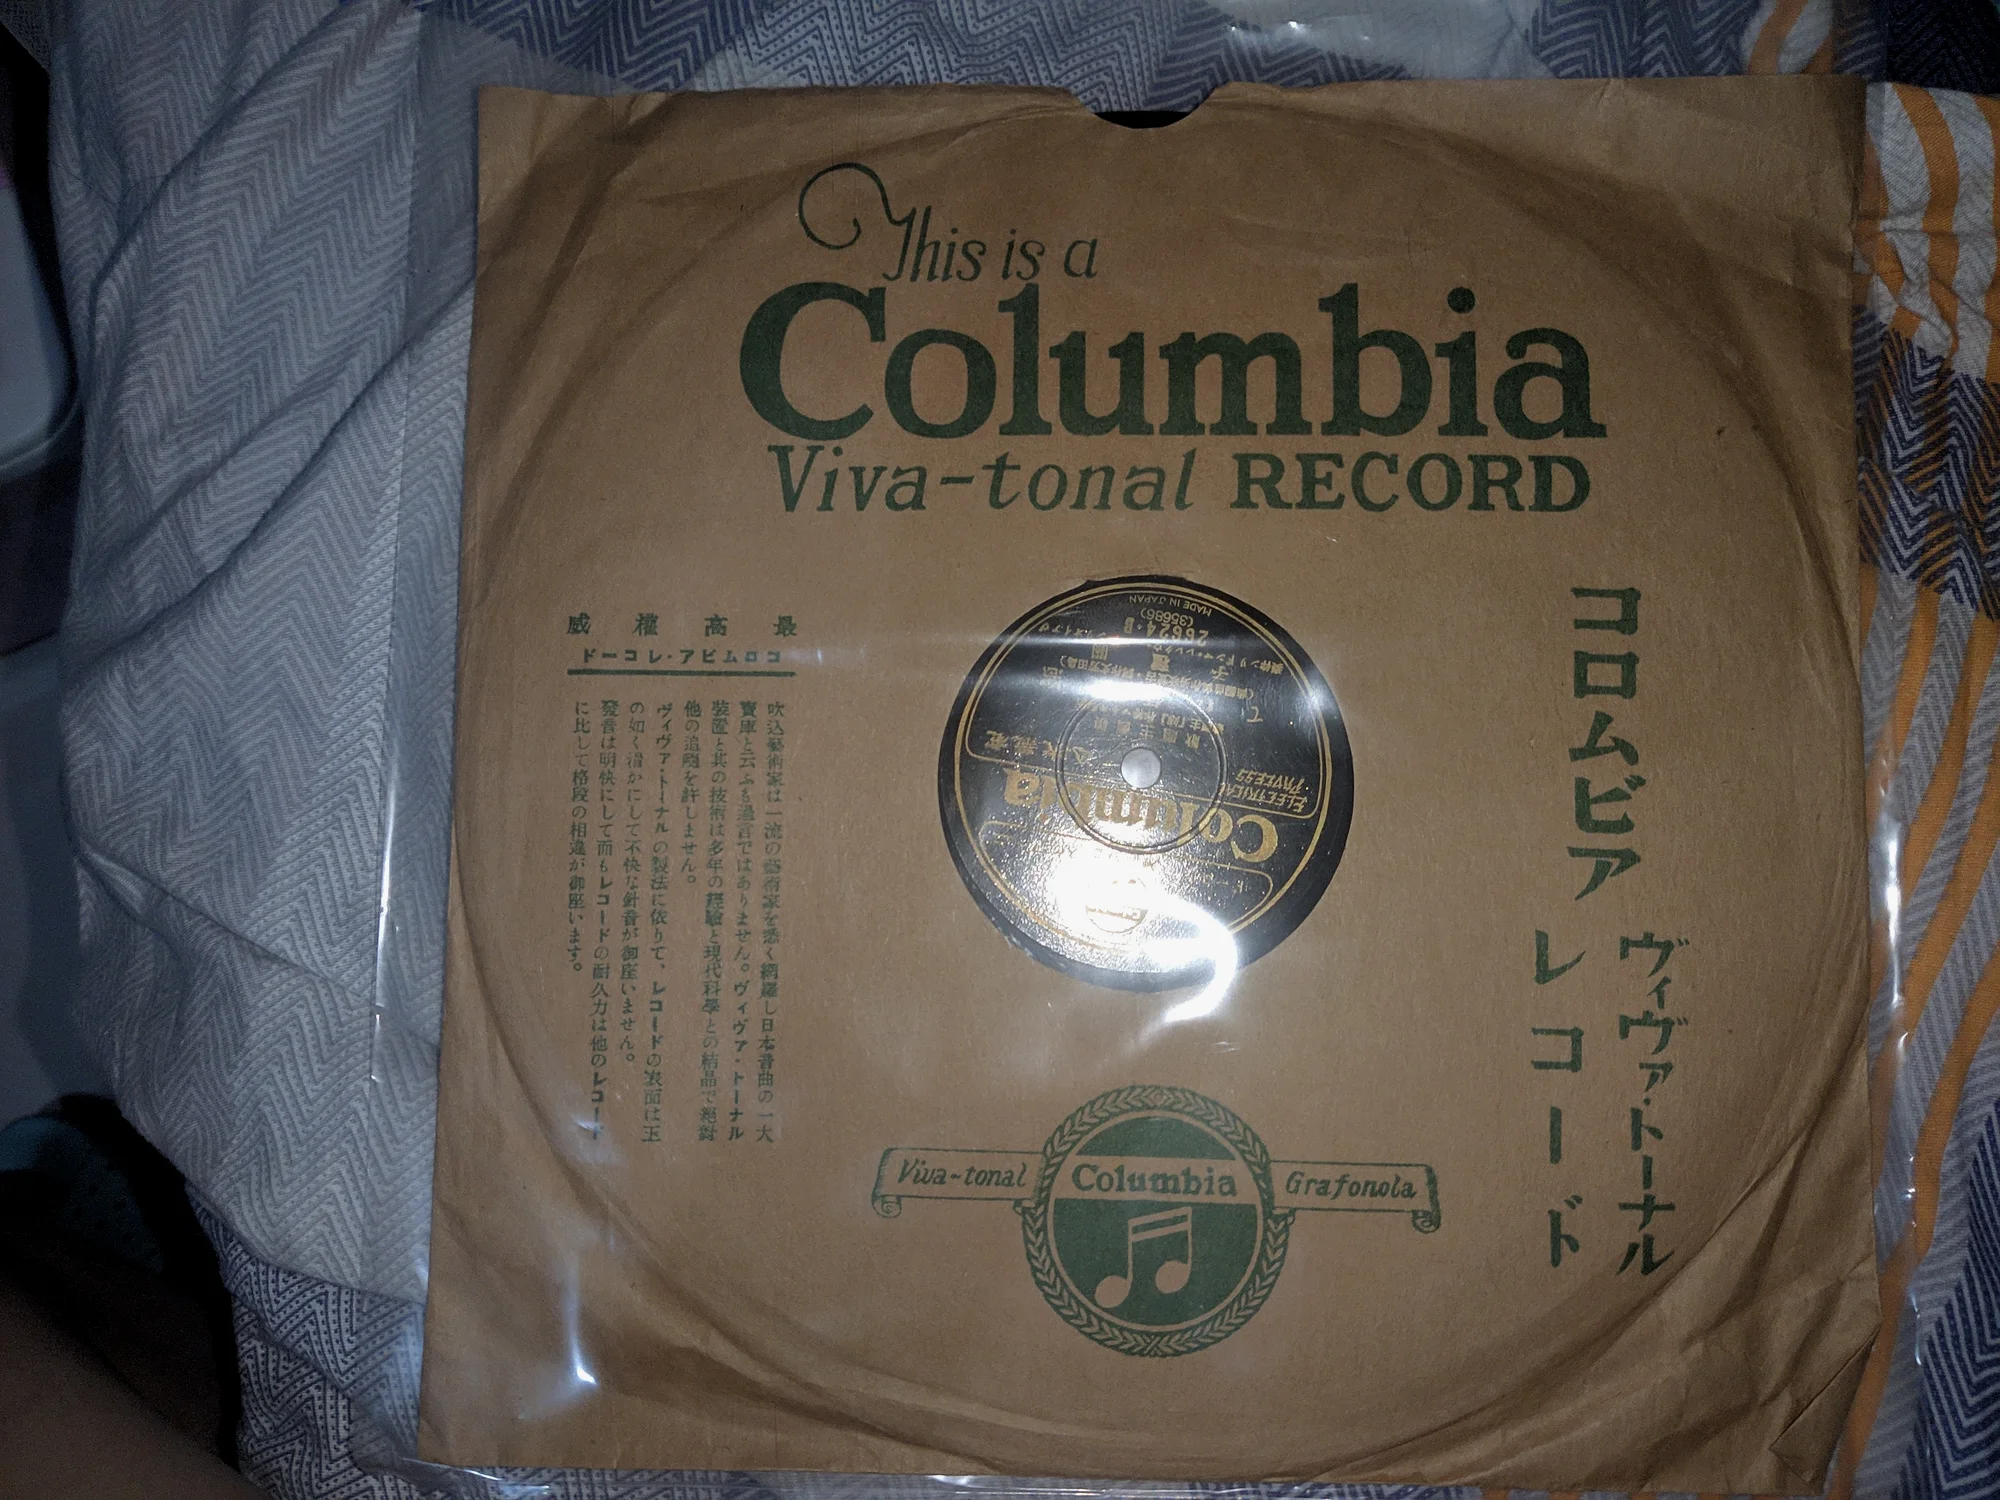 This is a
Columbia
Viva-tonal RECORD
コロムビア
ヴィヴァ・トーナル
レコード
最高權威
コロムビア・レコード
吹込藝術家は一流の藝術家を悉く網羅し日本音曲の一大
寶庫と云ふも過言ではありません。ヴィヴァ・トーナル
裝置と其の技術は多年の經驗と現代科學との結晶で絕對
他の追隨を許しません。
ヴィヴァ・トーナルの製法に依りて、レコードの表面は玉
の如く滑かにして不快な針音が御座いません。
發音は明快にして而もレコードの耐久力は他のレコード
に比して格段の相違が御座います。
Columbia
ELECTRICAL
PROCESS
26624-B
(35686)
MADE IN JAPAN
Viva-tonal Columbia Grafonola